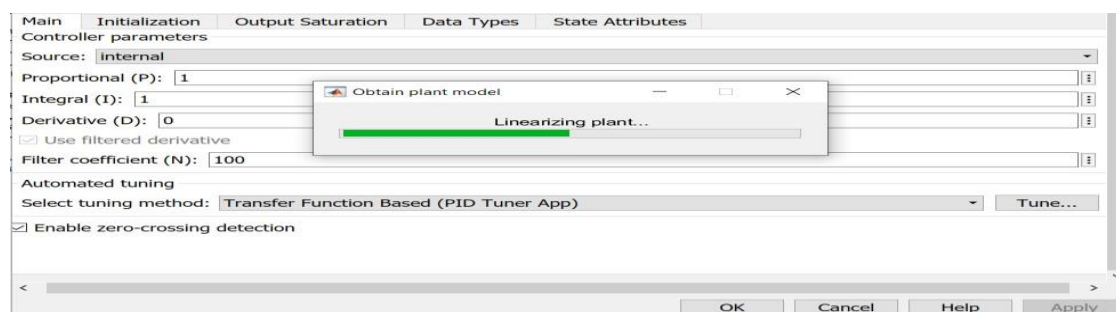 Main Initialization Output Saturation Data Types State Attributes
Controller parameters
Source: internal
Proportional (P): 1
Obtain plant model
Integral (I): 1
Linearizing plant...
Derivative (D): 0
Use filtered derivative
Filter coefficient (N): 100
Automated tuning
Select tuning method: Transfer Function Based (PID Tuner App) Tune...
Enable zero-crossing detection
OK Cancel Help Apply